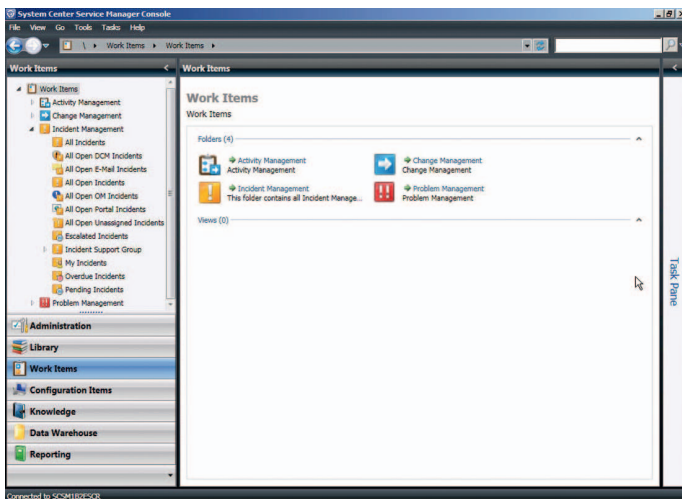 System Center Service Manager Console
File View Go Tools Tasks Help
\ Work Items Work Items
Work Items
Work Items
Work Items
Activity Management
Change Management
Incident Management
All Incidents
All Open DCM Incidents
All Open E-Mail Incidents
All Open Incidents
All Open OM Incidents
All Open Portal Incidents
All Open Unassigned Incidents
Escalated Incidents
Incident Support Group
My Incidents
Overdue Incidents
Pending Incidents
Problem Management
Administration
Library
Work Items
Configuration Items
Knowledge
Data Warehouse
Reporting
Work Items
Work Items
Folders (4)
Activity Management
Activity Management
Change Management
Change Management
Incident Management
This folder contains all Incident Manage...
Problem Management
Problem Management
Views (0)
Task Pane
Connected to SCSM1B2ESCR